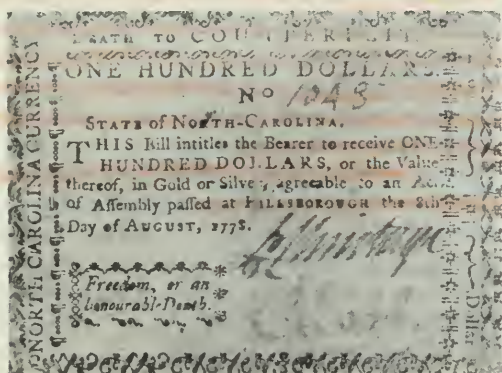 DEATH TO COUNTERFEIT.
ONE HUNDRED DOLLARS.
No 1048
STATE of NORTH-CAROLINA.
THIS Bill intitles the Bearer to receive ONE
HUNDRED DOLLARS, or the Value
thereof, in Gold or Silver, agreeable to an Act
of Assembly passed at HILLSBOROUGH the 8th
Day of AUGUST, 1778.
Freedom, or an
honourable Death.
NORTH CAROLINA CURRENCY
Dollar